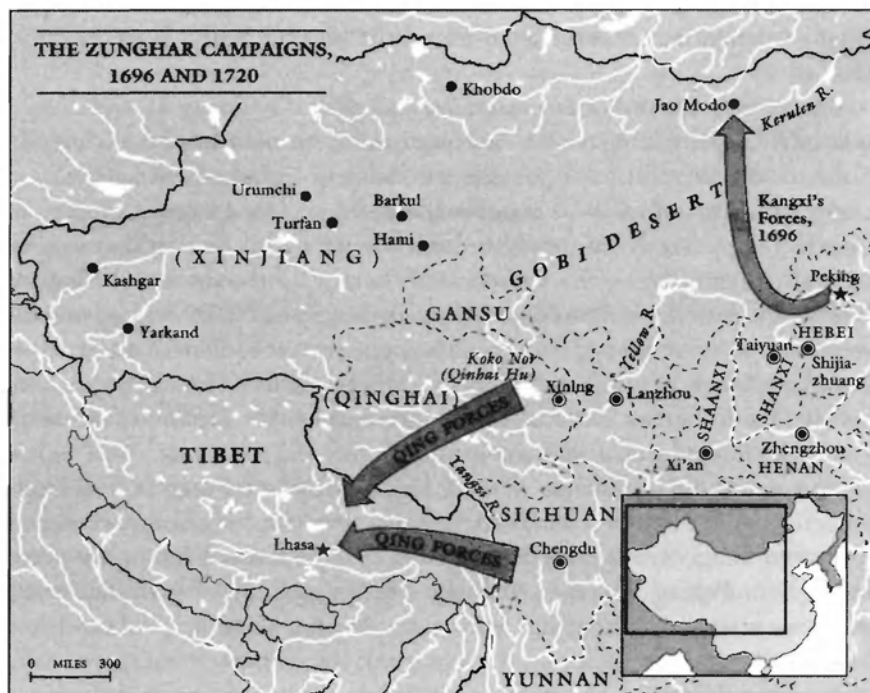 THE ZUNGHAR CAMPAIGNS,
1696 AND 1720
Khobdo
Jao Modo
Kerulen R.
Urumchi
Barkul
Turfan
Hami
(XINJIANG)
GOBI DESERT
Kangxi's
Forces,
1696
Kashgar
Peking
GANSU
Yarkand
Yellow R.
HEBEI
Taiyuan
Shijia-
zhuang
Koko Nor
(Qinhai Hu)
(QINGHAI)
Xining
Lanzhou
SHAANXI
SHANXI
QING FORCES
TIBET
Zhengzhou
Xi'an
HENAN
Yangzi R.
SICHUAN
Lhasa
QING FORCES
Chengdu
0 MILES 300
YUNNAN